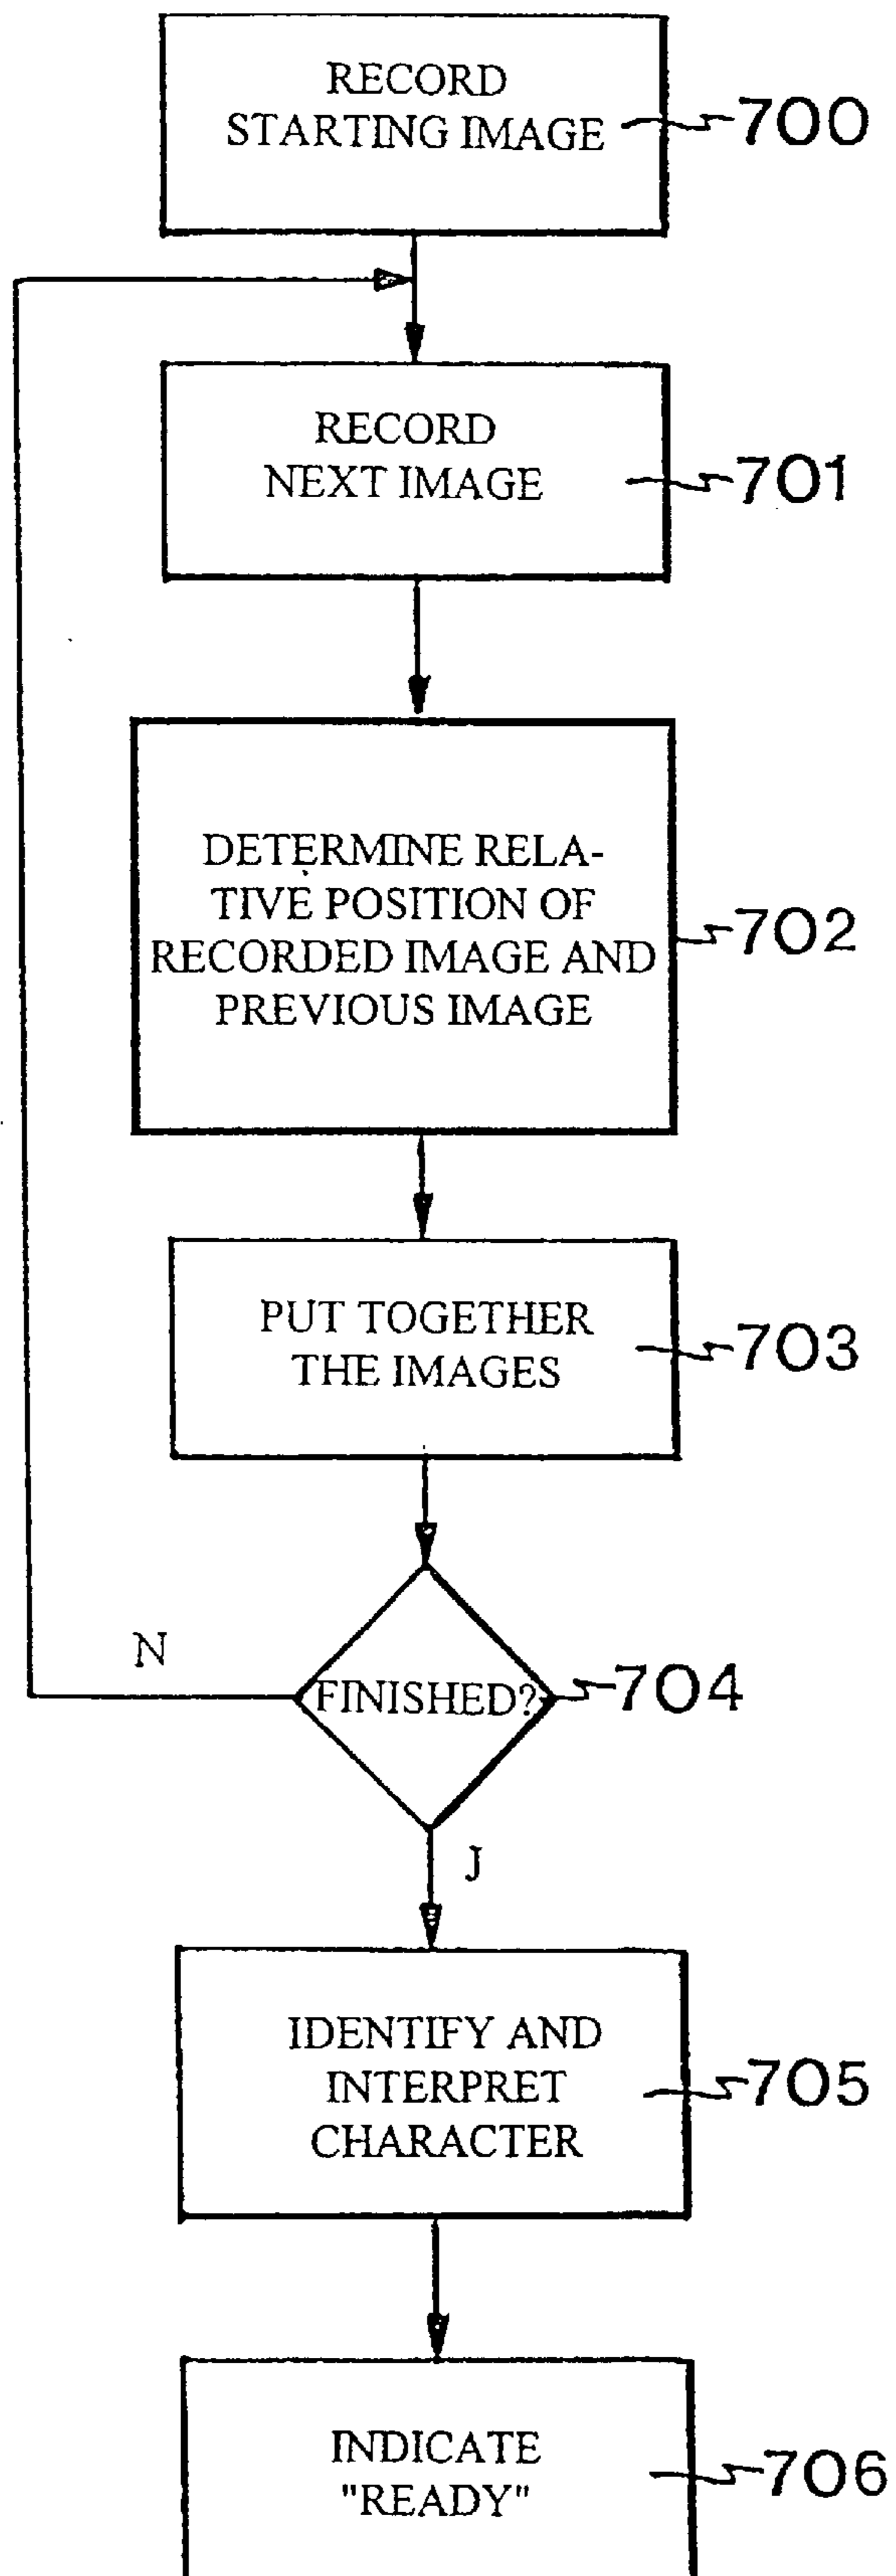 RECORD
STARTING IMAGE
700
RECORD
NEXT IMAGE
701
DETERMINE RELA-
TIVE POSITION OF
RECORDED IMAGE AND
PREVIOUS IMAGE
702
PUT TOGETHER
THE IMAGES
703
N
FINISHED?
704
J
IDENTIFY AND
INTERPRET
CHARACTER
705
INDICATE
"READY"
706